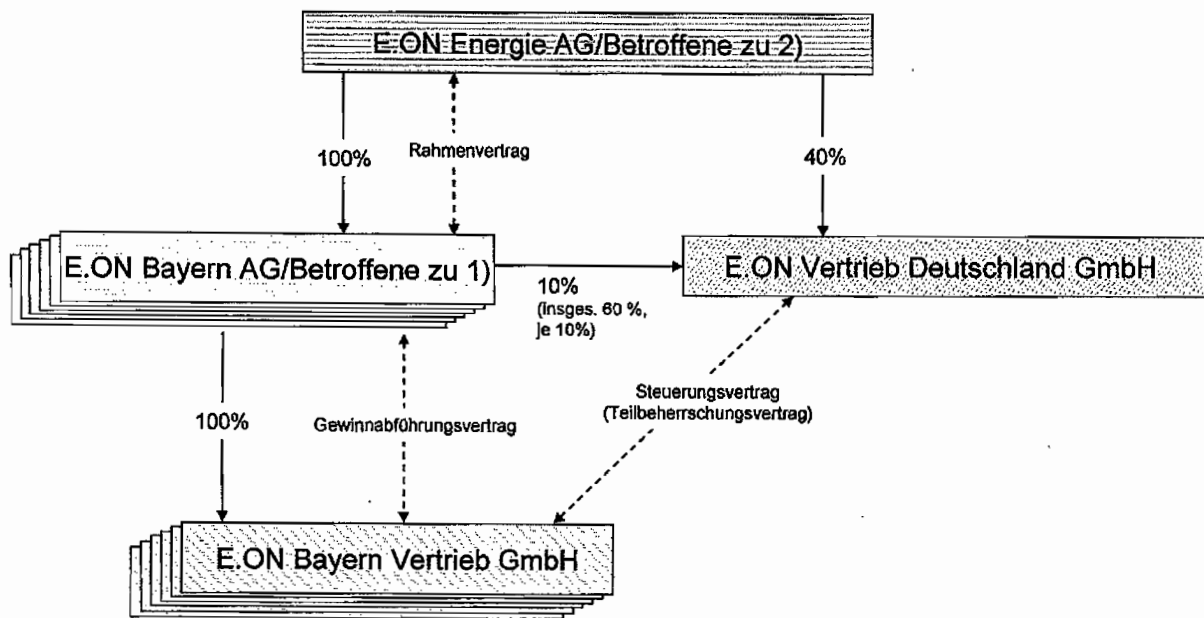 E.ON Energie AG/Betroffene zu 2)
100%
Rahmenvertrag
40%
E.ON Bayern AG/Betroffene zu 1)
E.ON Vertrieb Deutschland GmbH
10%
(insges. 60 %,
je 10%)
Steuerungsvertrag
(Teilbeherrschungsvertrag)
100%
Gewinnabführungsvertrag
E.ON Bayern Vertrieb GmbH